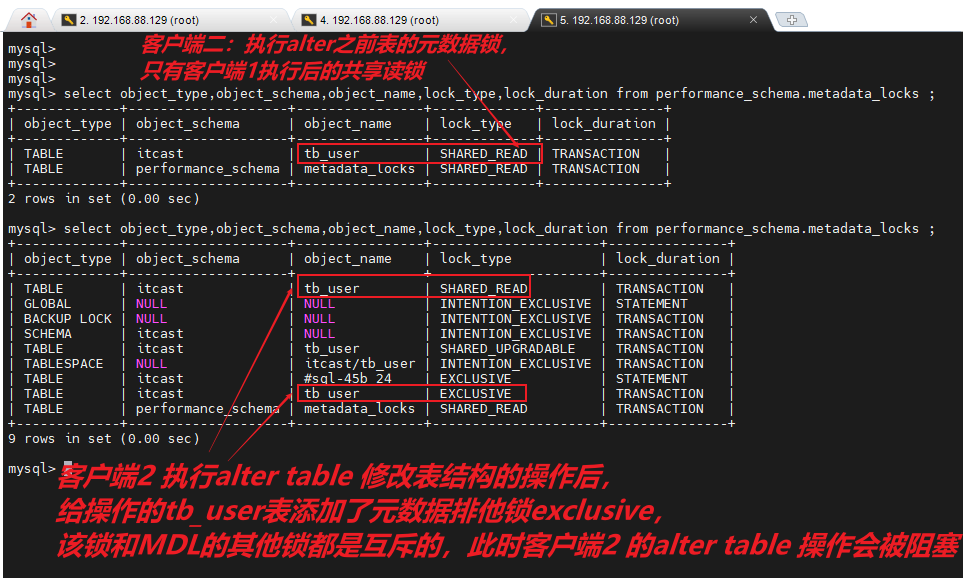 2. 192.168.88.129 (root)
4. 192.168.88.129 (root)
5. 192.168.88.129 (root)
mysql>
客户端二：执行alter之前表的元数据锁，
mysql>
只有客户端1执行后的共享读锁
mysql>
mysql> select object_type,object_schema,object_name,lock_type,lock_duration from performance_schema.metadata_locks ;
+-------------+--------------------+----------------+-------------+---------------+
| object_type | object_schema      | object_name    | lock_type   | lock_duration |
+-------------+--------------------+----------------+-------------+---------------+
| TABLE       | itcast             | tb_user        | SHARED_READ | TRANSACTION   |
| TABLE       | performance_schema | metadata_locks | SHARED_READ | TRANSACTION   |
+-------------+--------------------+----------------+-------------+---------------+
2 rows in set (0.00 sec)
mysql> select object_type,object_schema,object_name,lock_type,lock_duration from performance_schema.metadata_locks ;
+-------------+--------------------+----------------+---------------------+---------------+
| object_type | object_schema      | object_name    | lock_type           | lock_duration |
+-------------+--------------------+----------------+---------------------+---------------+
| TABLE       | itcast             | tb_user        | SHARED_READ         | TRANSACTION   |
| GLOBAL      | NULL               | NULL           | INTENTION_EXCLUSIVE | STATEMENT     |
| BACKUP LOCK | NULL               | NULL           | INTENTION_EXCLUSIVE | TRANSACTION   |
| SCHEMA      | itcast             | NULL           | INTENTION_EXCLUSIVE | TRANSACTION   |
| TABLE       | itcast             | tb_user        | SHARED_UPGRADABLE   | TRANSACTION   |
| TABLESPACE  | NULL               | itcast/tb_user | INTENTION_EXCLUSIVE | TRANSACTION   |
| TABLE       | itcast             | #sql-45b_24    | EXCLUSIVE           | STATEMENT     |
| TABLE       | itcast             | tb_user        | EXCLUSIVE           | TRANSACTION   |
| TABLE       | performance_schema | metadata_locks | SHARED_READ         | TRANSACTION   |
+-------------+--------------------+----------------+---------------------+---------------+
9 rows in set (0.00 sec)
mysql>
客户端2 执行alter table 修改表结构的操作后，
给操作的tb_user表添加了元数据排他锁exclusive，
该锁和MDL的其他锁都是互斥的，此时客户端2 的alter table 操作会被阻塞